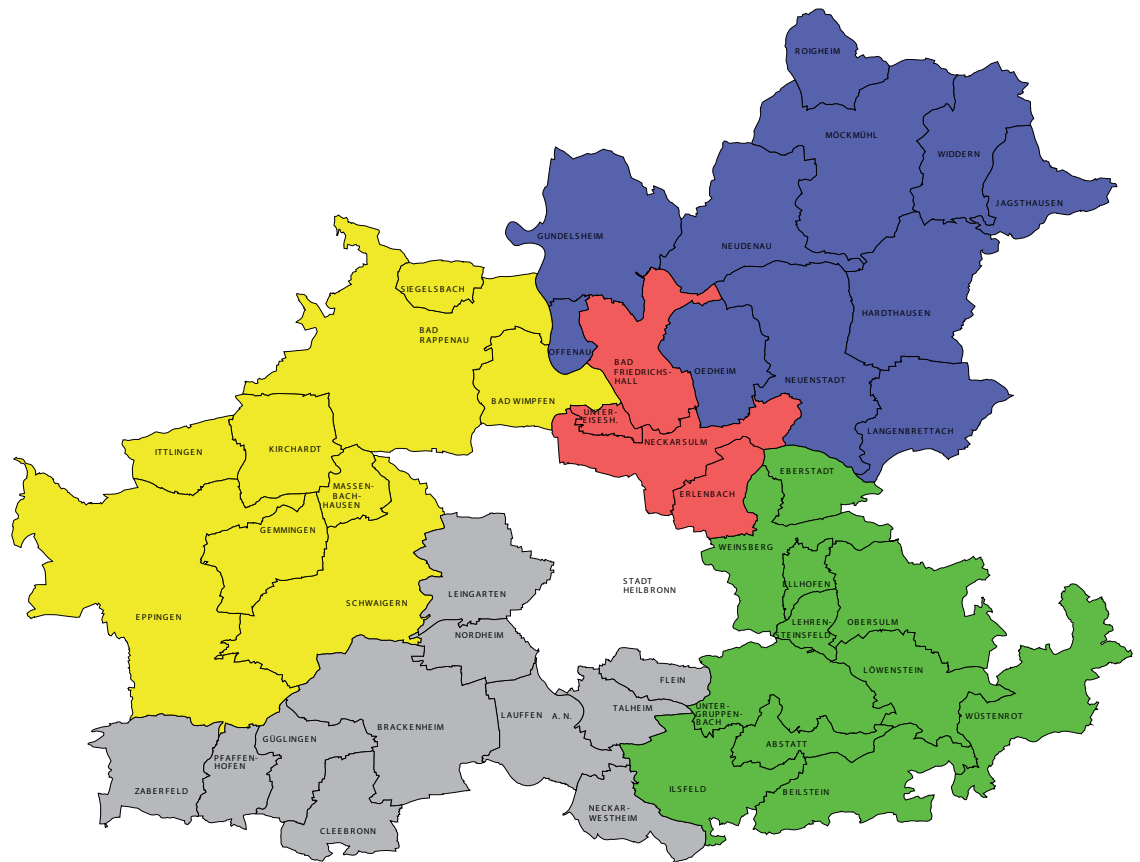 ROIGHEIM
MÖCKMÜHL
WIDDERN
JAGSTHAUSEN
GUNDELSHEIM
NEUDENAU
SIEGELSBACH
HARDTHAUSEN
BAD
RAPPENAU
OFFENAU
BAD
FRIEDRICHS-
HALL
OEDHEIM
NEUENSTADT
BAD WIMPFEN
UNTER-
EISESH.
NECKARSULM
LANGENBRETTACH
ITTLINGEN
KIRCHARDT
EBERSTADT
MASSEN-
BACH-
HAUSEN
ERLENBACH
GEMMINGEN
WEINSBERG
STADT
HEILBRONN
ELLHOFEN
LEINGARTEN
SCHWAIGERN
EPPINGEN
LEHREN-
STEINSFELD
OBERSULM
NORDHEIM
LÖWENSTEIN
FLEIN
TALHEIM
UNTER-
GRUPPEN-
BACH
LAUFFEN A. N.
WÜSTENROT
BRACKENHEIM
GÜGLINGEN
ABSTATT
PFAFFEN-
HOFEN
ZABERFELD
ILSFELD
BEILSTEIN
NECKAR-
WESTHEIM
CLEEBRONN